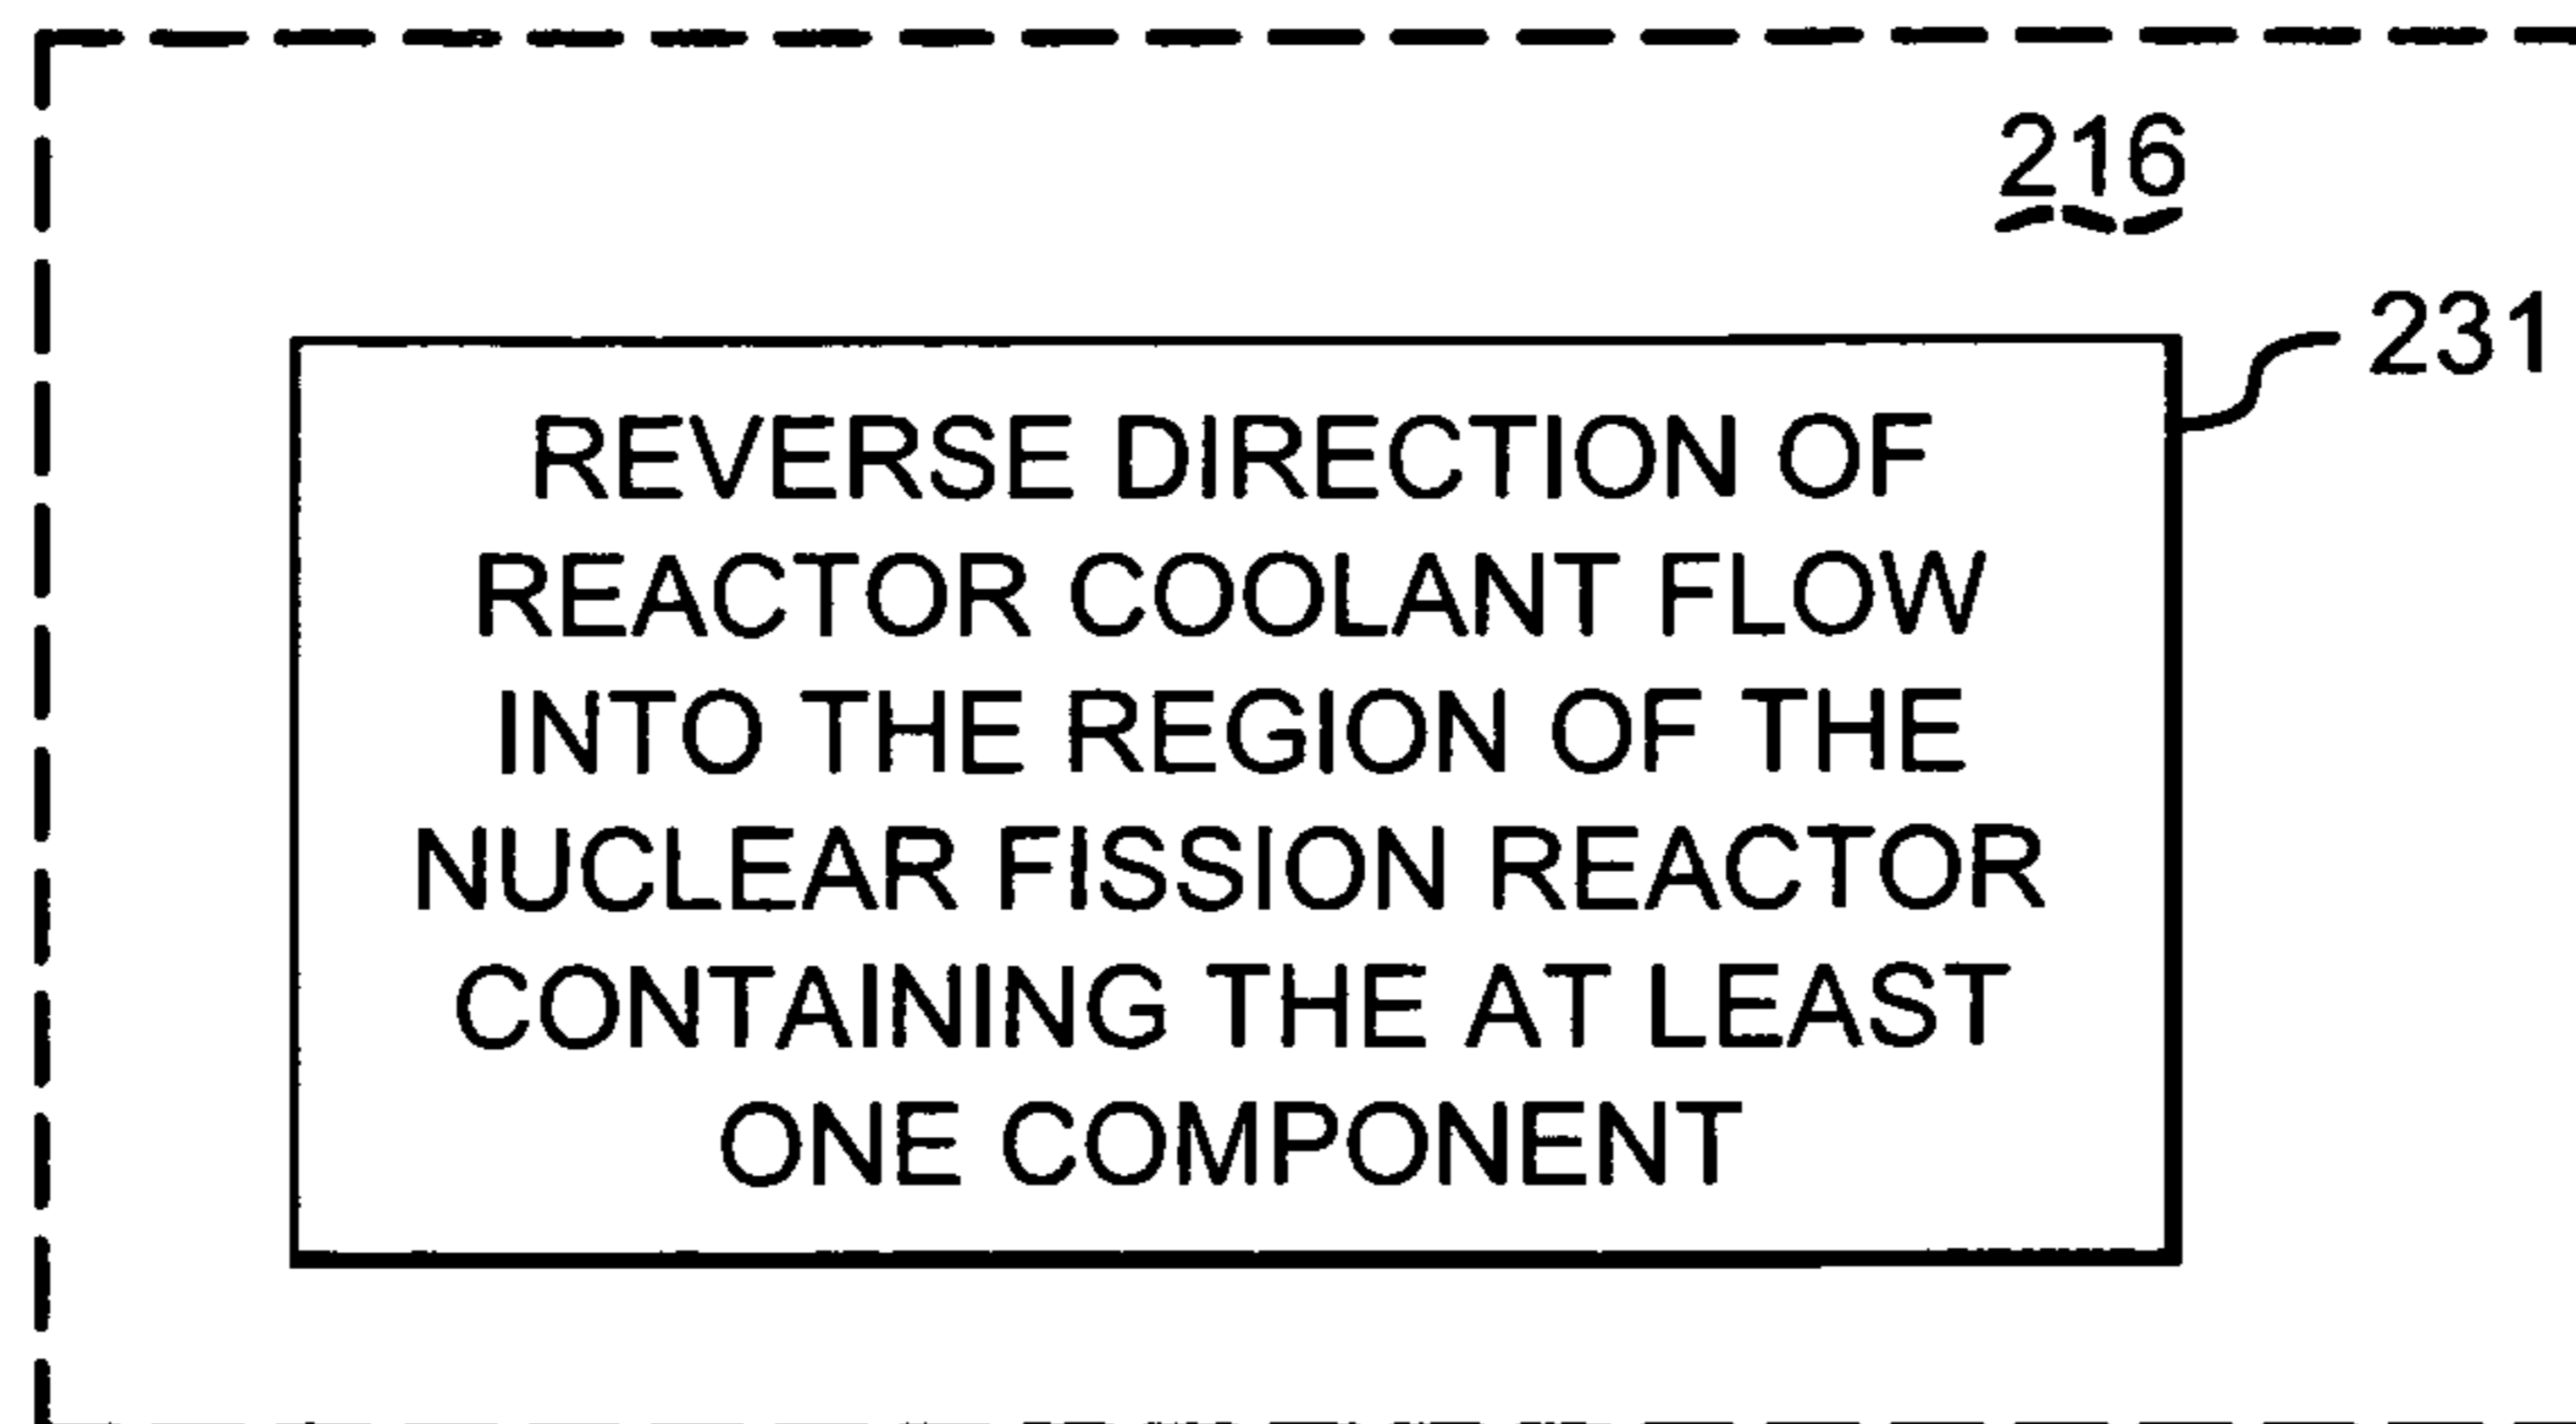 216
231
REVERSE DIRECTION OF
REACTOR COOLANT FLOW
INTO THE REGION OF THE
NUCLEAR FISSION REACTOR
CONTAINING THE AT LEAST
ONE COMPONENT